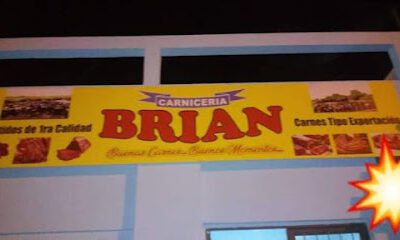 CARNICERIA
BRIAN
de 1ra Calidad
Carnes Tipo Exportación
Buenas Carnes... Buenos Momentos...